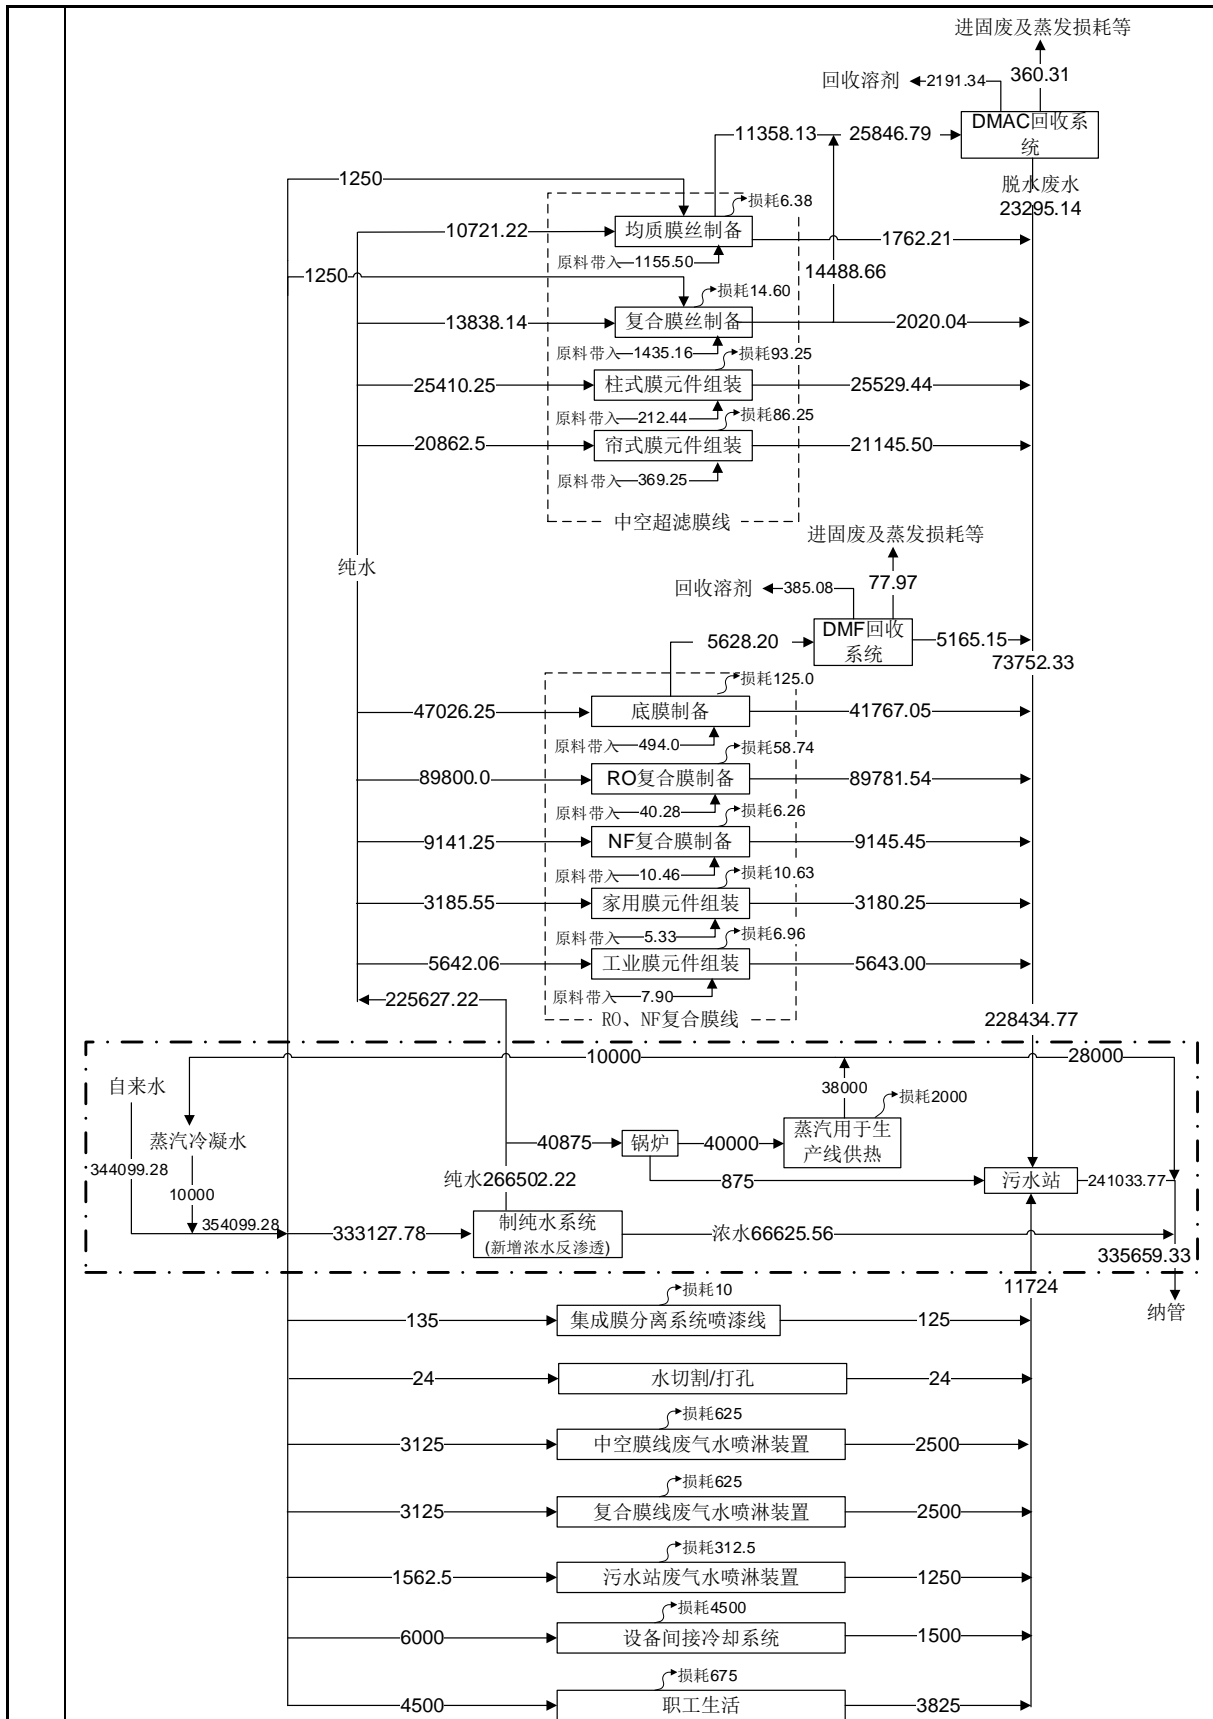 进固废及蒸发损耗等
回收溶剂 2191.34 360.31
DMAC回收系统
11358.13 25846.79
脱水废水
23295.14
1250
损耗6.38
10721.22 均质膜丝制备 1762.21
原料带入 1155.50
1250
14488.66
损耗14.60
13838.14 复合膜丝制备 2020.04
原料带入 1435.16
损耗93.25
25410.25 柱式膜元件组装 25529.44
原料带入 212.44
损耗86.25
20862.5 帘式膜元件组装 21145.50
原料带入 369.25
中空超滤膜线
进固废及蒸发损耗等
纯水
回收溶剂 385.08 77.97
5628.20 DMF回收系统 5165.15
73752.33
损耗125.0
47026.25 底膜制备 41767.05
原料带入 494.0
损耗58.74
89800.0 RO复合膜制备 89781.54
原料带入 40.28
损耗6.26
9141.25 NF复合膜制备 9145.45
原料带入 10.46
损耗10.63
3185.55 家用膜元件组装 3180.25
原料带入 5.33
损耗6.96
5642.06 工业膜元件组装 5643.00
原料带入 7.90
225627.22
RO、NF复合膜线
228434.77
10000 28000
自来水
38000
损耗2000
蒸汽冷凝水
40875 锅炉 40000 蒸汽用于生产线供热
344099.28
纯水266502.22
875 污水站 241033.77
10000
354099.28
333127.78 制纯水系统
(新增浓水反渗透)
浓水66625.56
335659.33
11724
纳管
损耗10
135 集成膜分离系统喷漆线 125
24 水切割/打孔 24
损耗625
3125 中空膜线废气水喷淋装置 2500
损耗625
3125 复合膜线废气水喷淋装置 2500
损耗312.5
1562.5 污水站废气水喷淋装置 1250
损耗4500
6000 设备间接冷却系统 1500
损耗675
4500 职工生活 3825